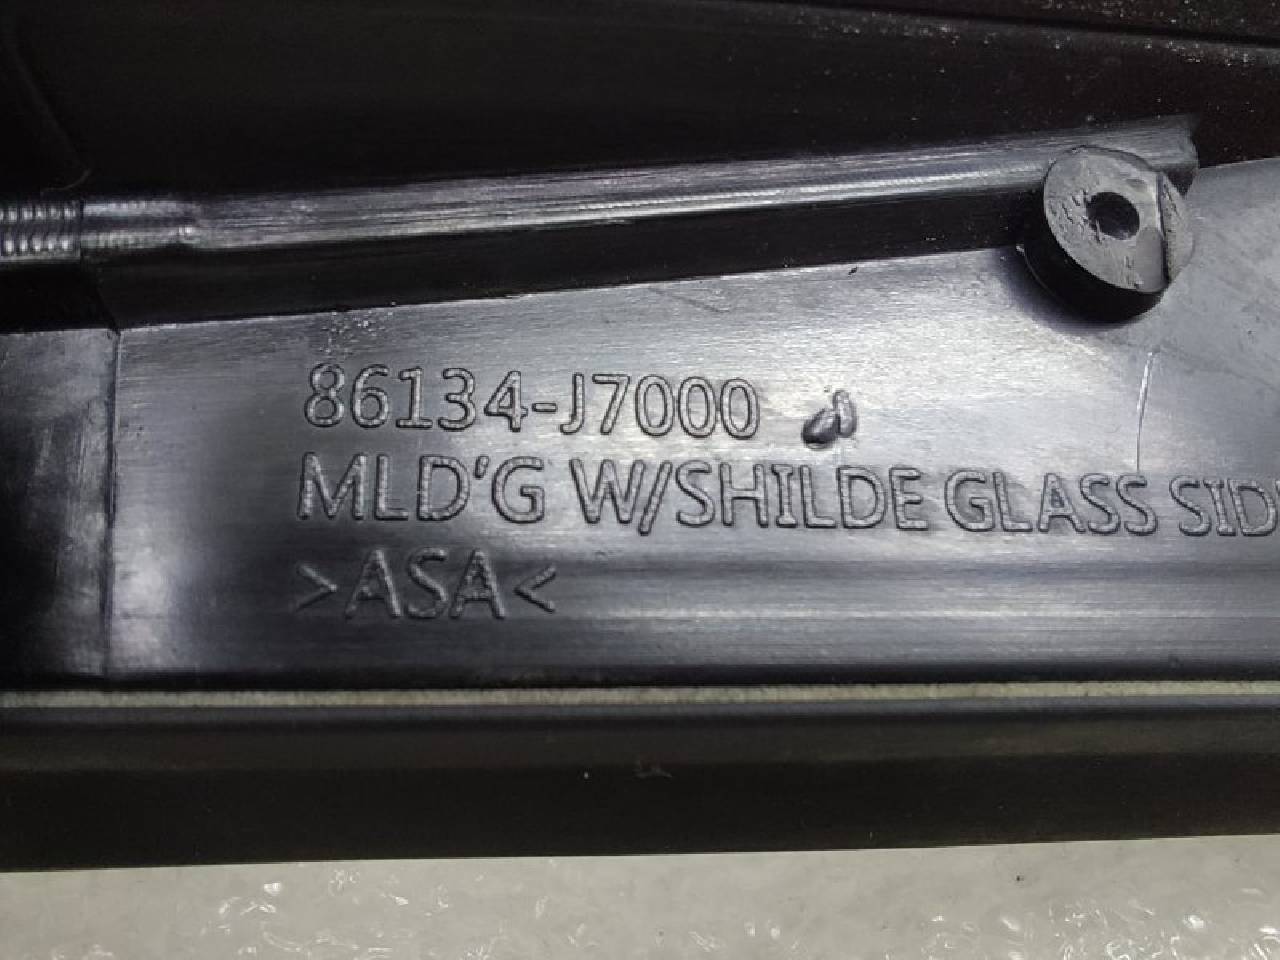 86134-J7000
MLD'G W/SHILDE GLASS SID
>ASA<